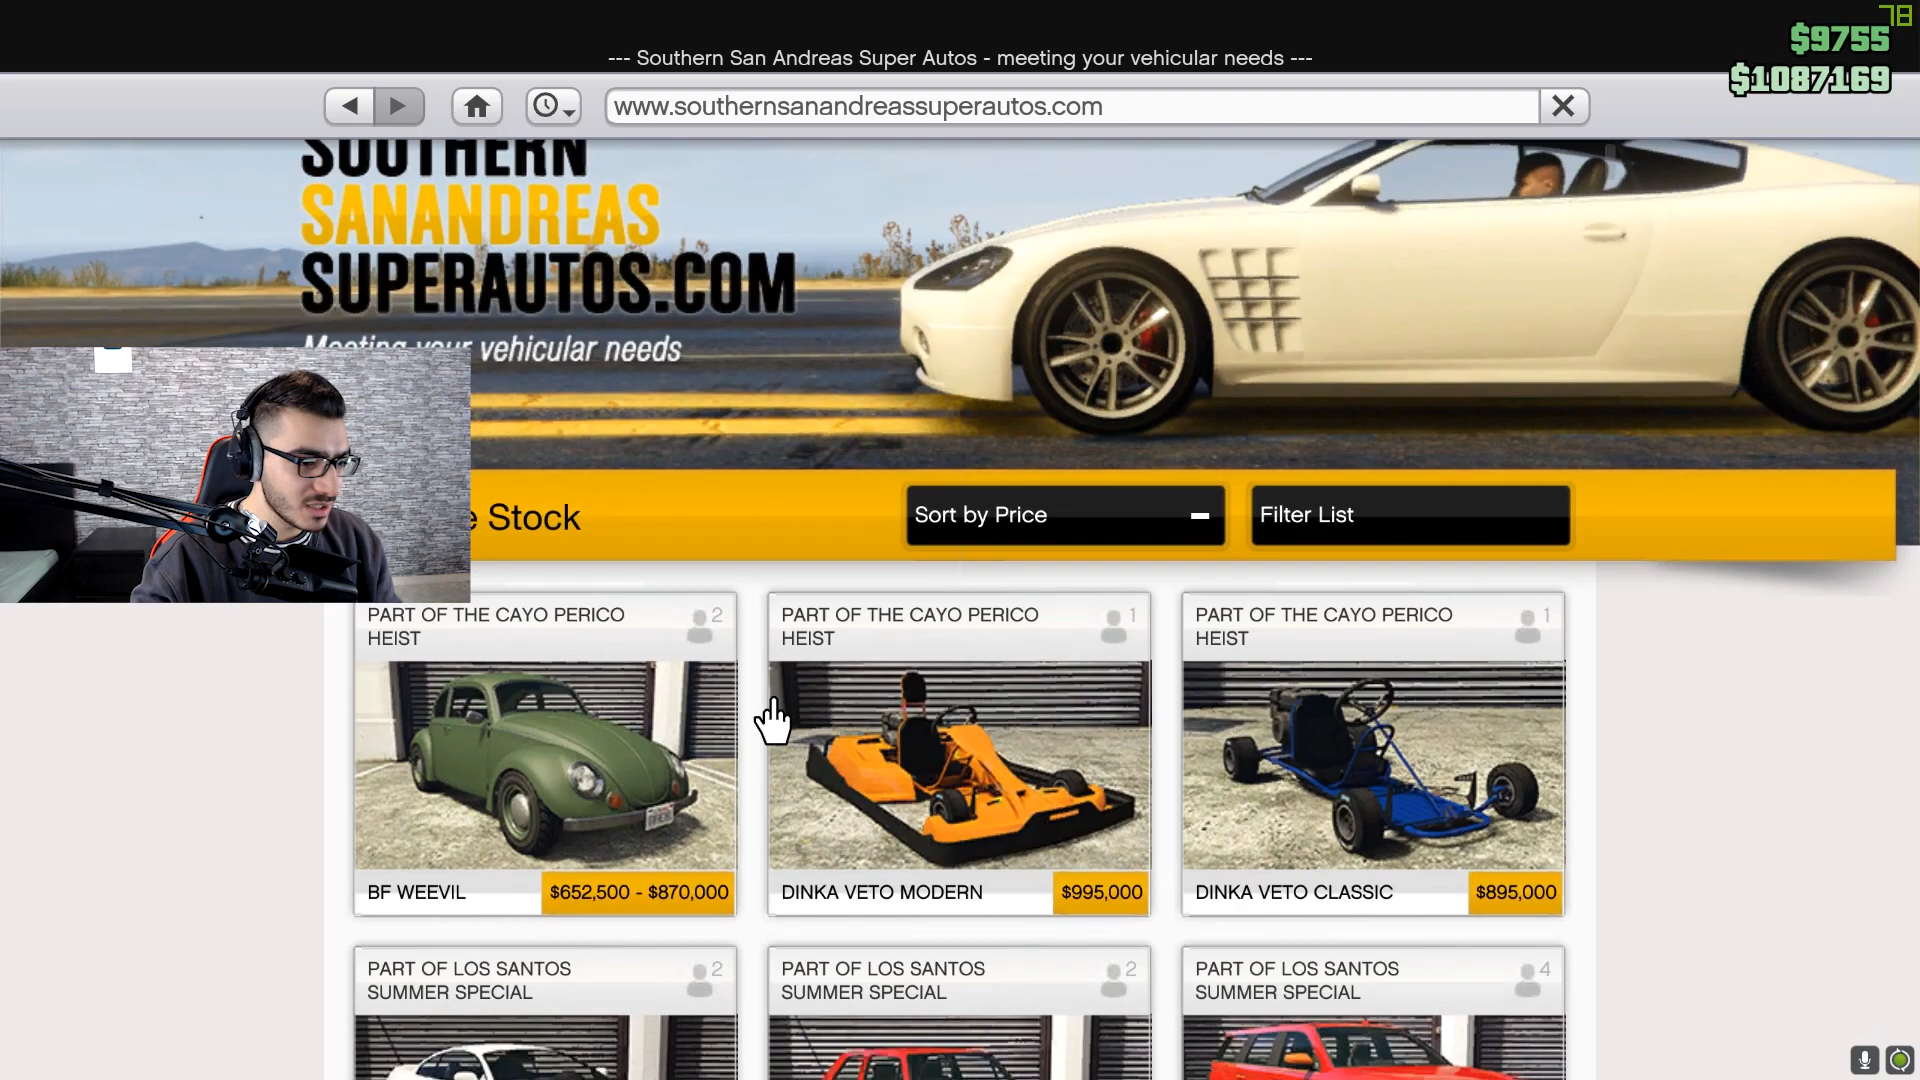 78
$9755
--- Southern San Andreas Super Autos - meeting your vehicular needs ---
$1087169
www.southernsanandreassuperautos.com
SOUTHERN
SANANDREAS
SUPERAUTOS.COM
Meeting your vehicular needs
e Stock
Sort by Price
Filter List
PART OF THE CAYO PERICO HEIST 2
PART OF THE CAYO PERICO HEIST 1
PART OF THE CAYO PERICO HEIST 1
BF WEEVIL $652,500 - $870,000
DINKA VETO MODERN $995,000
DINKA VETO CLASSIC $895,000
PART OF LOS SANTOS SUMMER SPECIAL 2
PART OF LOS SANTOS SUMMER SPECIAL 2
PART OF LOS SANTOS SUMMER SPECIAL 4